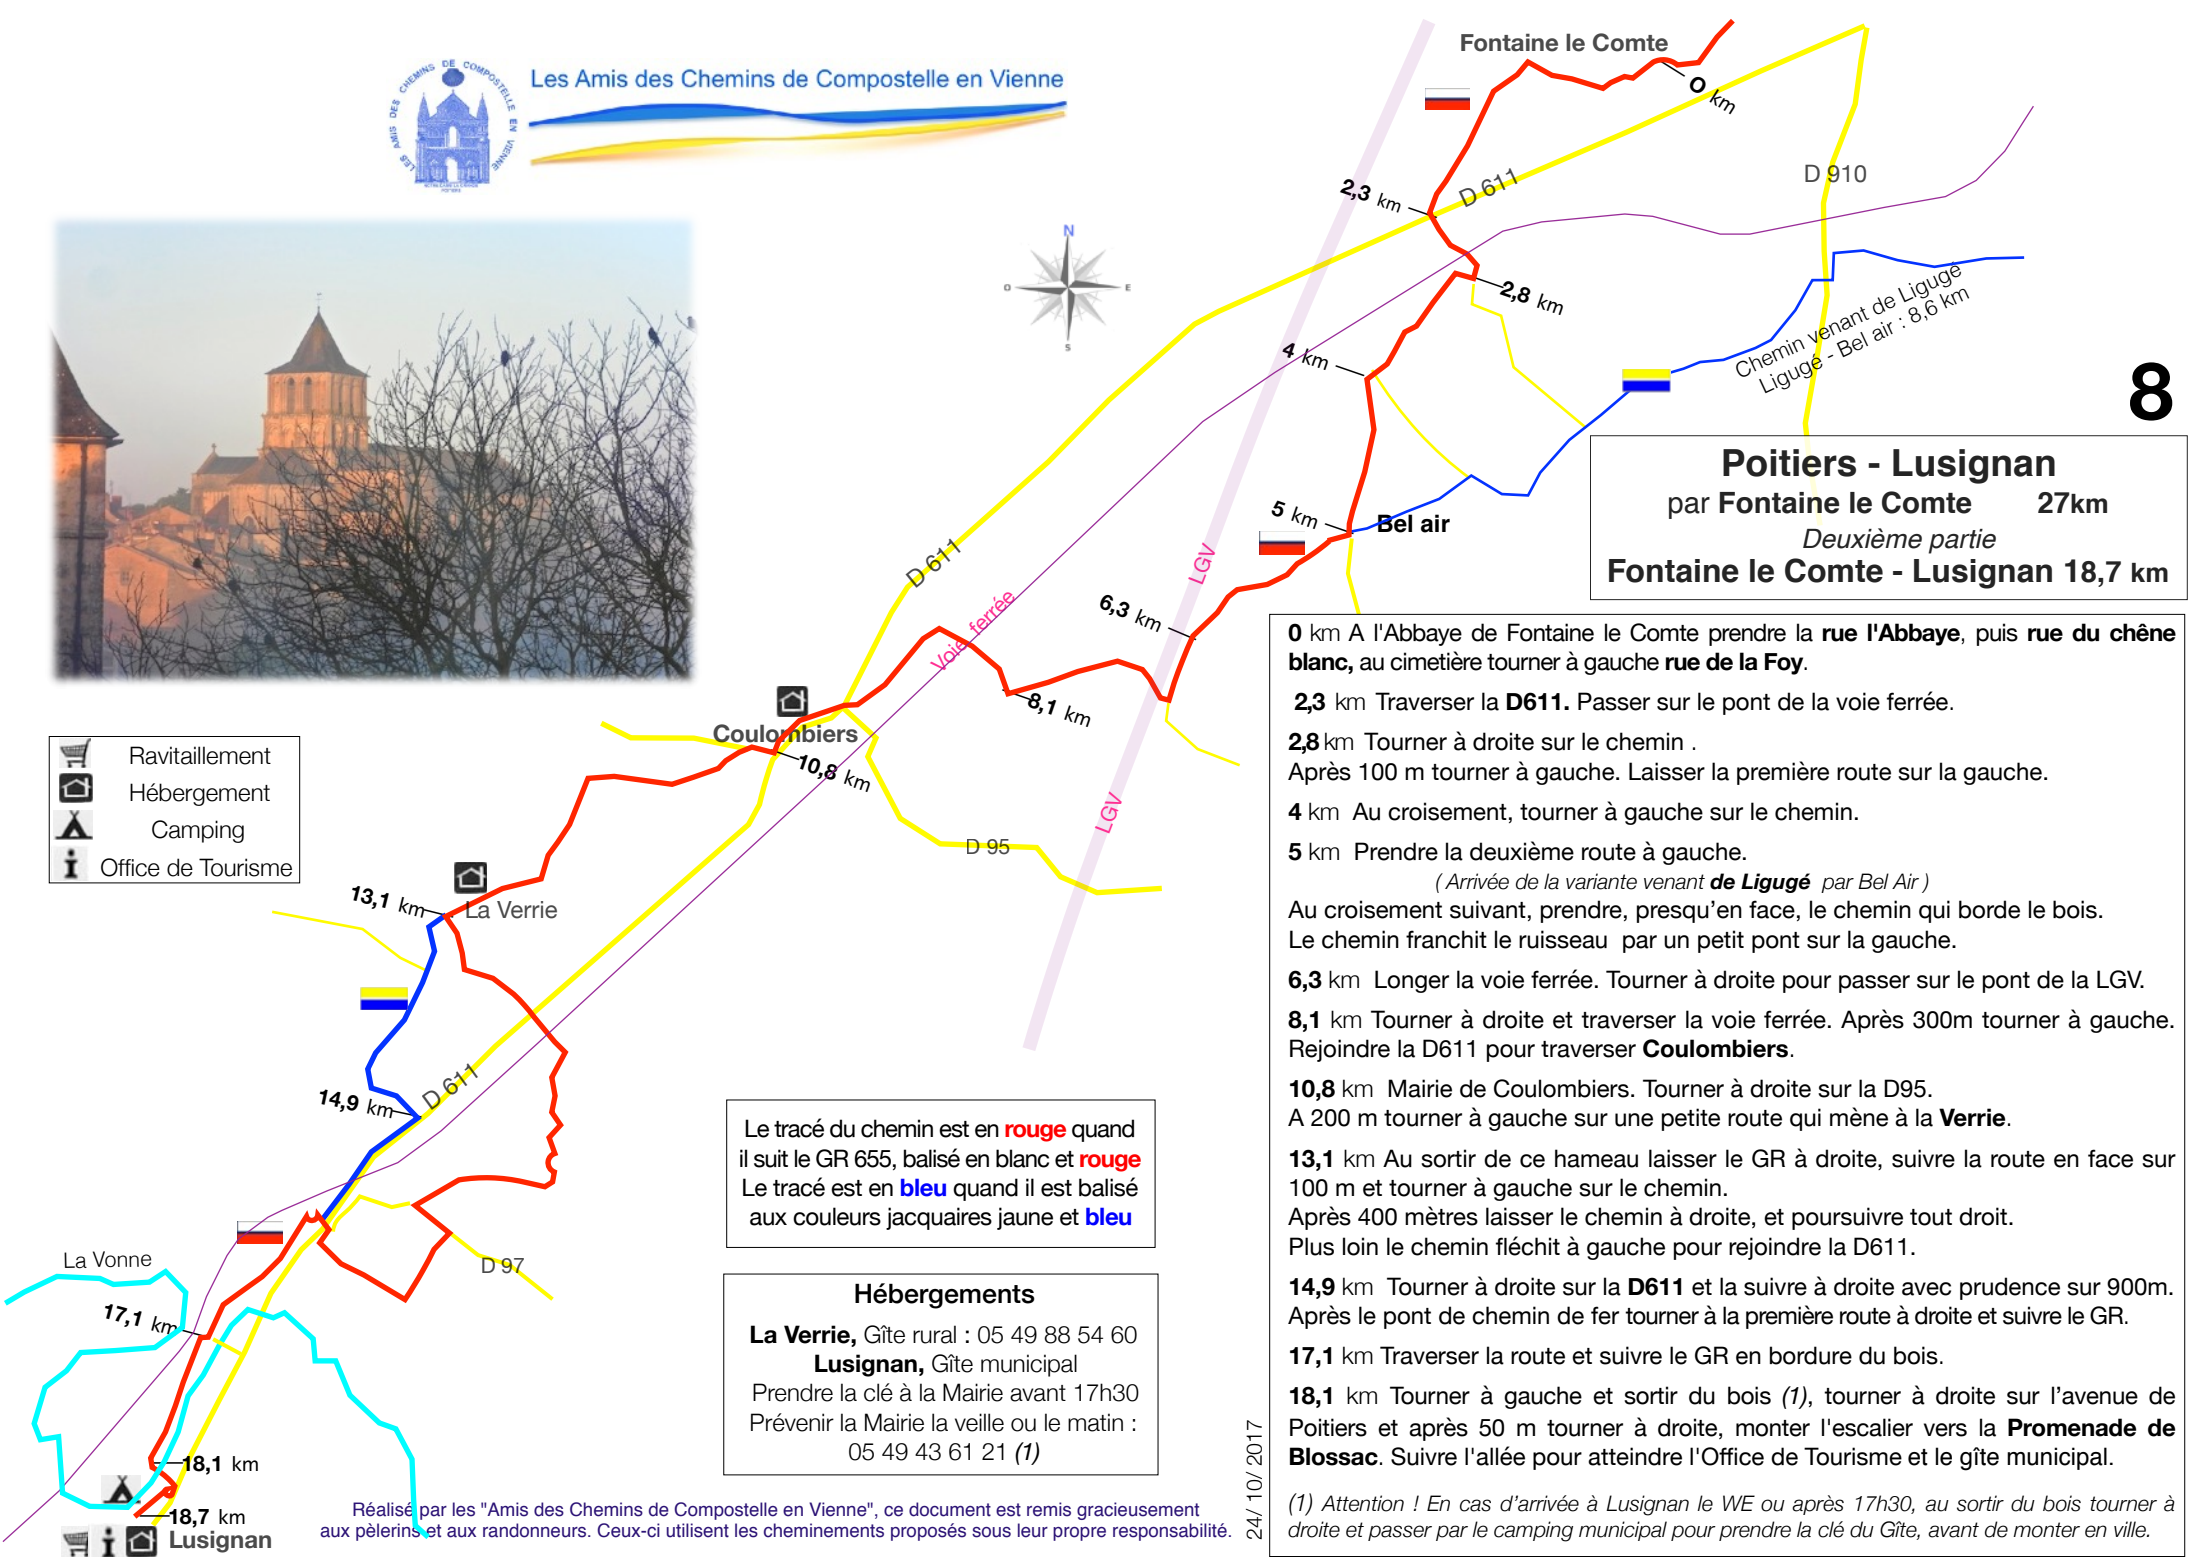 LES AMIS DES CHEMINS DE COMPOSTELLE EN VIENNE
NOTRE DAME LA GRANDE
POITIERS
Les Amis des Chemins de Compostelle en Vienne
N
O
E
S
Fontaine le Comte
0 km
2,3 km
D 611
D 910
2,8 km
Chemin venant de Ligugé
Ligugé - Bel air : 8,6 km
4 km
5 km
Bel air
LGV
6,3 km
D 611
Voie ferrée
8,1 km
Coulombiers
10,8 km
LGV
D 95
13,1 km
La Verrie
14,9 km
D 611
D 97
La Vonne
17,1 km
18,1 km
18,7 km
Lusignan
8
Poitiers - Lusignan
par Fontaine le Comte 27km
Deuxième partie
Fontaine le Comte - Lusignan 18,7 km
Ravitaillement
Hébergement
Camping
Office de Tourisme
0 km A l'Abbaye de Fontaine le Comte prendre la rue l'Abbaye, puis rue du chêne
blanc, au cimetière tourner à gauche rue de la Foy.
2,3 km Traverser la D611. Passer sur le pont de la voie ferrée.
2,8 km Tourner à droite sur le chemin .
Après 100 m tourner à gauche. Laisser la première route sur la gauche.
4 km Au croisement, tourner à gauche sur le chemin.
5 km Prendre la deuxième route à gauche.
( Arrivée de la variante venant de Ligugé par Bel Air )
Au croisement suivant, prendre, presqu'en face, le chemin qui borde le bois.
Le chemin franchit le ruisseau par un petit pont sur la gauche.
6,3 km Longer la voie ferrée. Tourner à droite pour passer sur le pont de la LGV.
8,1 km Tourner à droite et traverser la voie ferrée. Après 300m tourner à gauche.
Rejoindre la D611 pour traverser Coulombiers.
10,8 km Mairie de Coulombiers. Tourner à droite sur la D95.
A 200 m tourner à gauche sur une petite route qui mène à la Verrie.
13,1 km Au sortir de ce hameau laisser le GR à droite, suivre la route en face sur
100 m et tourner à gauche sur le chemin.
Après 400 mètres laisser le chemin à droite, et poursuivre tout droit.
Plus loin le chemin fléchit à gauche pour rejoindre la D611.
14,9 km Tourner à droite sur la D611 et la suivre à droite avec prudence sur 900m.
Après le pont de chemin de fer tourner à la première route à droite et suivre le GR.
17,1 km Traverser la route et suivre le GR en bordure du bois.
18,1 km Tourner à gauche et sortir du bois (1), tourner à droite sur l'avenue de
Poitiers et après 50 m tourner à droite, monter l'escalier vers la Promenade de
Blossac. Suivre l'allée pour atteindre l'Office de Tourisme et le gîte municipal.
(1) Attention ! En cas d'arrivée à Lusignan le WE ou après 17h30, au sortir du bois tourner à
droite et passer par le camping municipal pour prendre la clé du Gîte, avant de monter en ville.
Le tracé du chemin est en rouge quand
il suit le GR 655, balisé en blanc et rouge
Le tracé est en bleu quand il est balisé
aux couleurs jacquaires jaune et bleu
Hébergements
La Verrie, Gîte rural : 05 49 88 54 60
Lusignan, Gîte municipal
Prendre la clé à la Mairie avant 17h30
Prévenir la Mairie la veille ou le matin :
05 49 43 61 21 (1)
24/ 10/ 2017
Réalisé par les "Amis des Chemins de Compostelle en Vienne", ce document est remis gracieusement
aux pèlerins et aux randonneurs. Ceux-ci utilisent les cheminements proposés sous leur propre responsabilité.